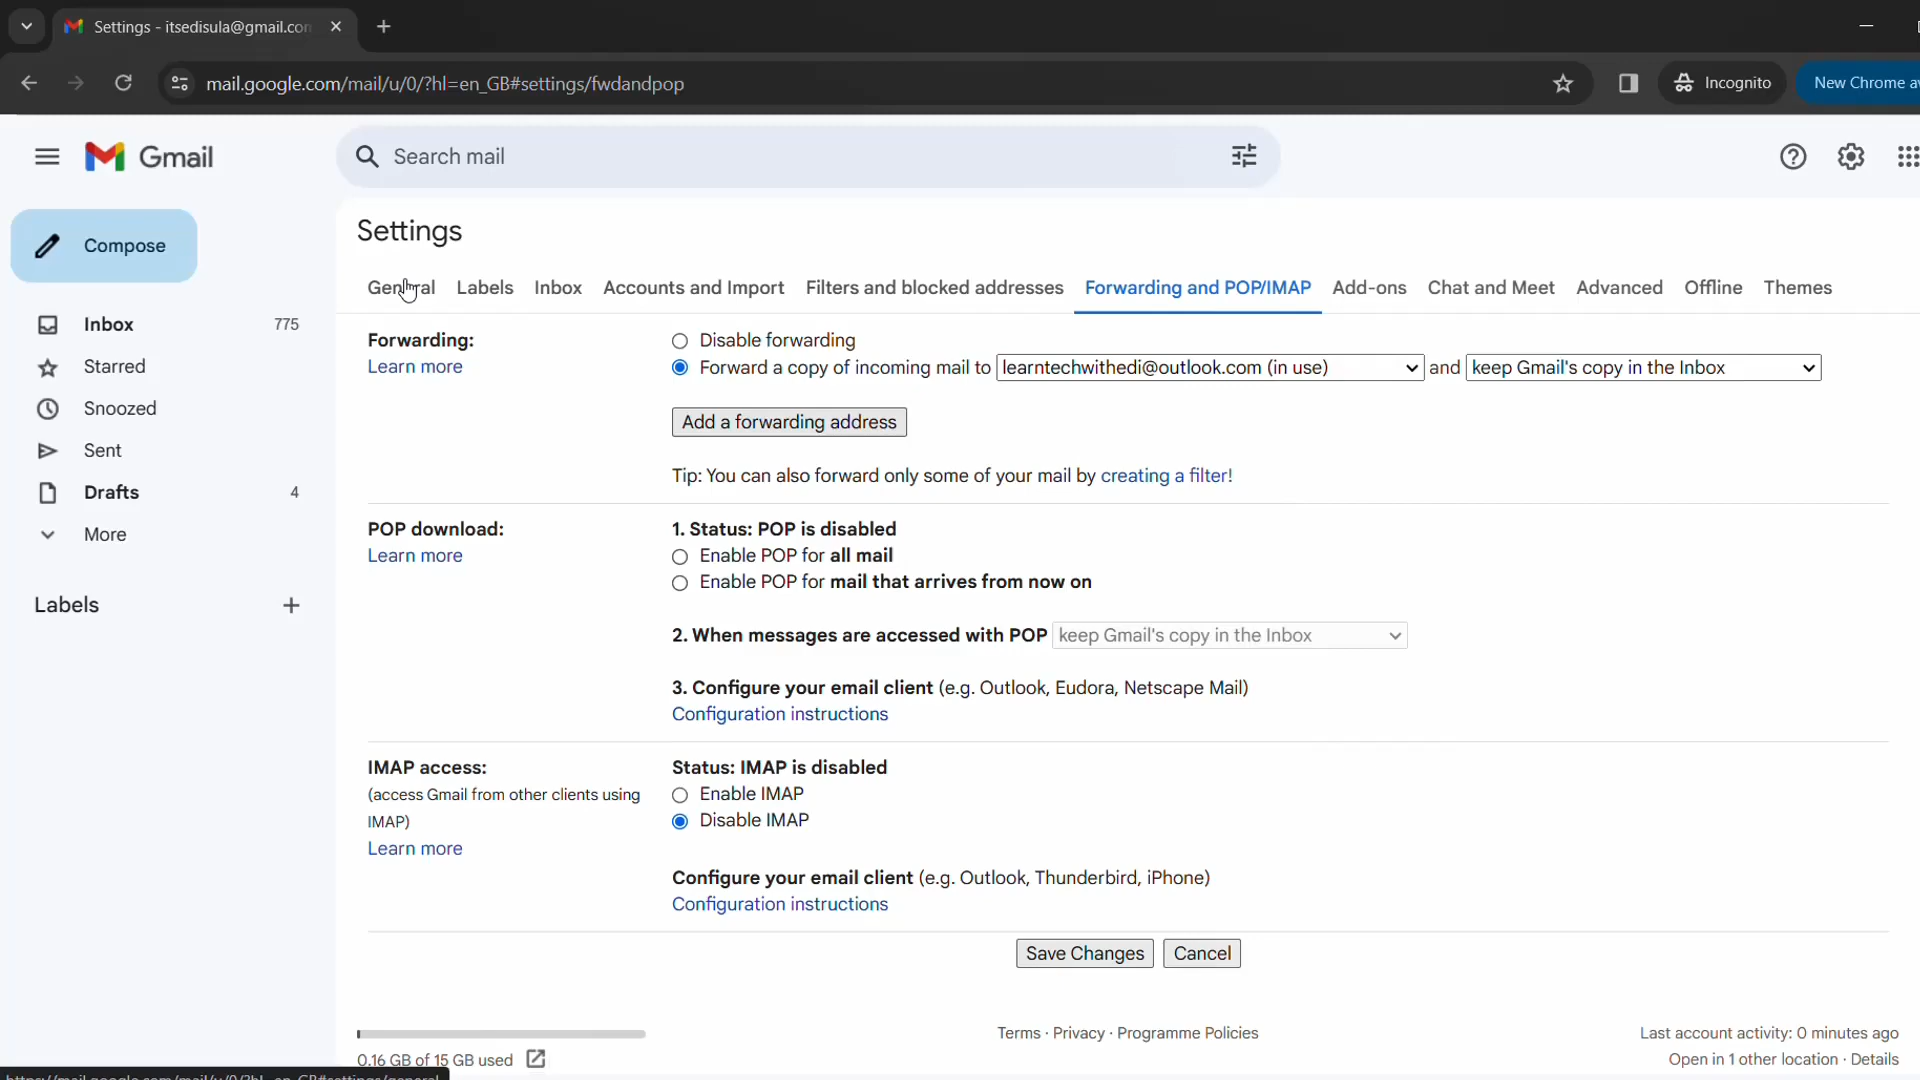 Settings - itsedisula@gmail.com
mail.google.com/mail/u/0/?hl=en_GB#settings/fwdandpop
Incognito
New Chrome av
Gmail
Search mail
Compose
Inbox 775
Starred
Snoozed
Sent
Drafts 4
More
Labels
Settings
General Labels Inbox Accounts and Import Filters and blocked addresses Forwarding and POP/IMAP Add-ons Chat and Meet Advanced Offline Themes
Forwarding:
Learn more
Disable forwarding
Forward a copy of incoming mail to learntechwithedi@outlook.com (in use) and keep Gmail's copy in the Inbox
Add a forwarding address
Tip: You can also forward only some of your mail by creating a filter!
POP download:
Learn more
1. Status: POP is disabled
Enable POP for all mail
Enable POP for mail that arrives from now on
2. When messages are accessed with POP keep Gmail's copy in the Inbox
3. Configure your email client (e.g. Outlook, Eudora, Netscape Mail)
Configuration instructions
IMAP access:
(access Gmail from other clients using
IMAP)
Learn more
Status: IMAP is disabled
Enable IMAP
Disable IMAP
Configure your email client (e.g. Outlook, Thunderbird, iPhone)
Configuration instructions
Save Changes Cancel
0.16 GB of 15 GB used
Terms · Privacy · Programme Policies
Last account activity: 0 minutes ago
Open in 1 other location · Details